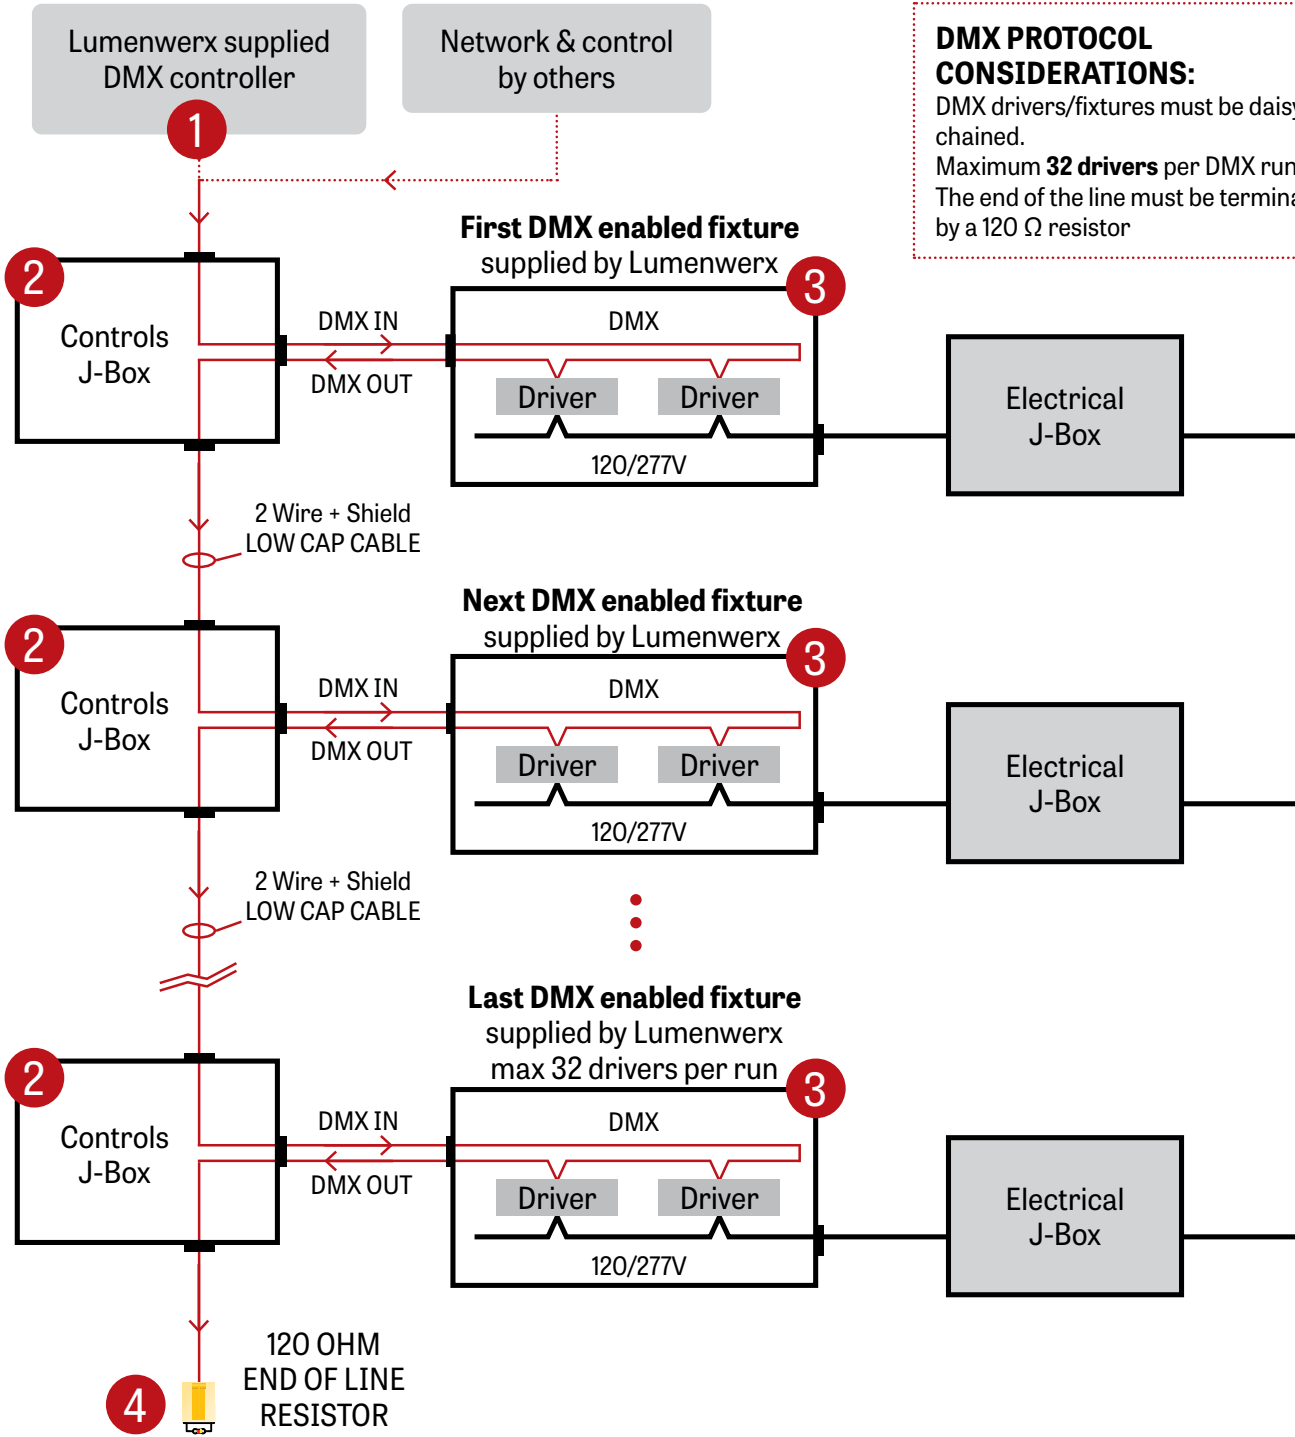 Lumenwerx supplied
DMX controller
1
Network & control
by others
DMX PROTOCOL
CONSIDERATIONS:
DMX drivers/fixtures must be daisy
chained.
Maximum 32 drivers per DMX run
The end of the line must be termina
by a 120 Ω resistor
First DMX enabled fixture
supplied by Lumenwerx
2
Controls
J-Box
DMX IN
DMX OUT
3
DMX
Driver
Driver
120/277V
Electrical
J-Box
2 Wire + Shield
LOW CAP CABLE
Next DMX enabled fixture
supplied by Lumenwerx
2
Controls
J-Box
DMX IN
DMX OUT
3
DMX
Driver
Driver
120/277V
Electrical
J-Box
2 Wire + Shield
LOW CAP CABLE
Last DMX enabled fixture
supplied by Lumenwerx
max 32 drivers per run
2
Controls
J-Box
DMX IN
DMX OUT
3
DMX
Driver
Driver
120/277V
Electrical
J-Box
4
120 OHM
END OF LINE
RESISTOR